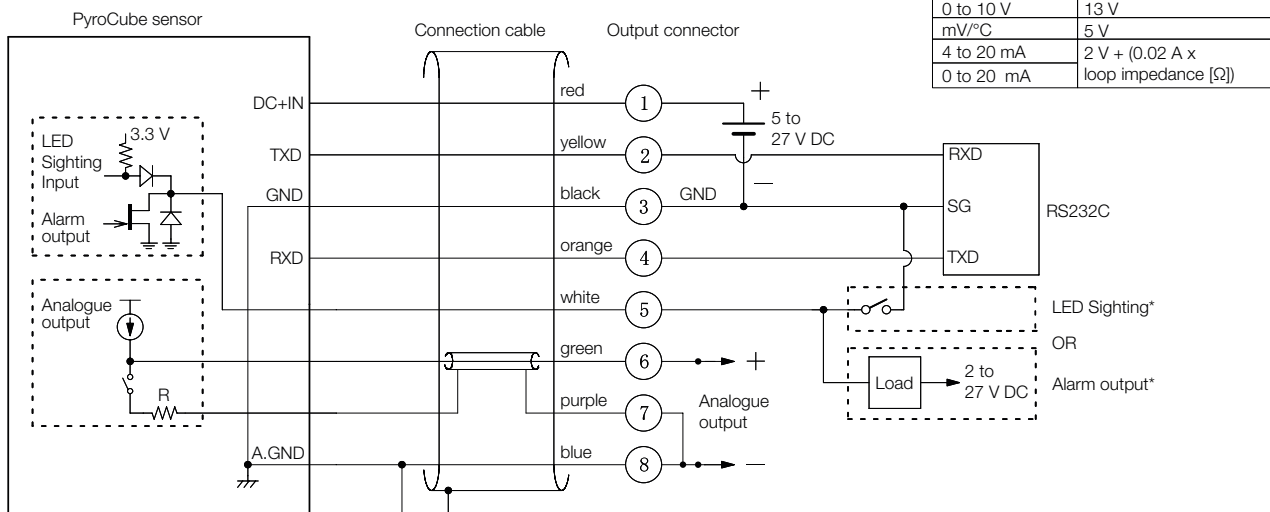 0 to 10 V 13 V
mV/°C 5 V
4 to 20 mA 2 V + (0.02 A x
0 to 20 mA loop impedance [Ω])
PyroCube sensor
Connection cable
Output connector
DC+IN
red
1
+
5 to
27 V DC
LED
Sighting
Input
3.3 V
TXD
yellow
2
RXD
GND
black
3
GND
—
SG
RS232C
Alarm
output
RXD
orange
4
TXD
white
5
LED Sighting*
OR
Analogue
output
green
6
+
Load
2 to
27 V DC
Alarm output*
R
purple
7
Analogue
output
A.GND
blue
8
—